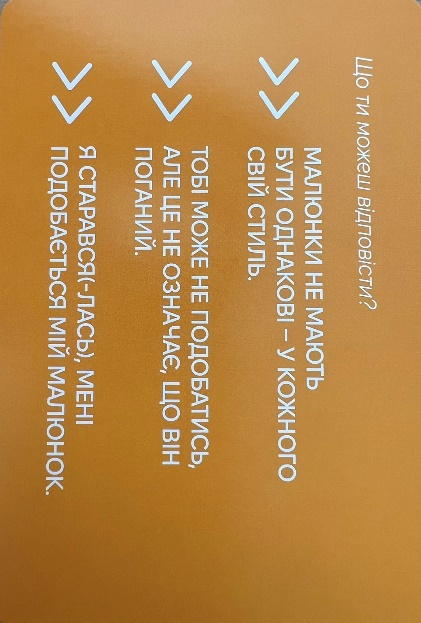 Що ти можеш відповісти?
МАЛЮНКИ НЕ МАЮТЬ
БУТИ ОДНАКОВІ – У КОЖНОГО
СВІЙ СТИЛЬ.
ТОБІ МОЖЕ НЕ ПОДОБАТИСЬ,
АЛЕ ЦЕ НЕ ОЗНАЧАЄ, ЩО ВІН
ПОГАНИЙ.
Я СТАРАВСЯ(-ЛАСЬ), МЕНІ
ПОДОБАЄТЬСЯ МІЙ МАЛЮНОК.